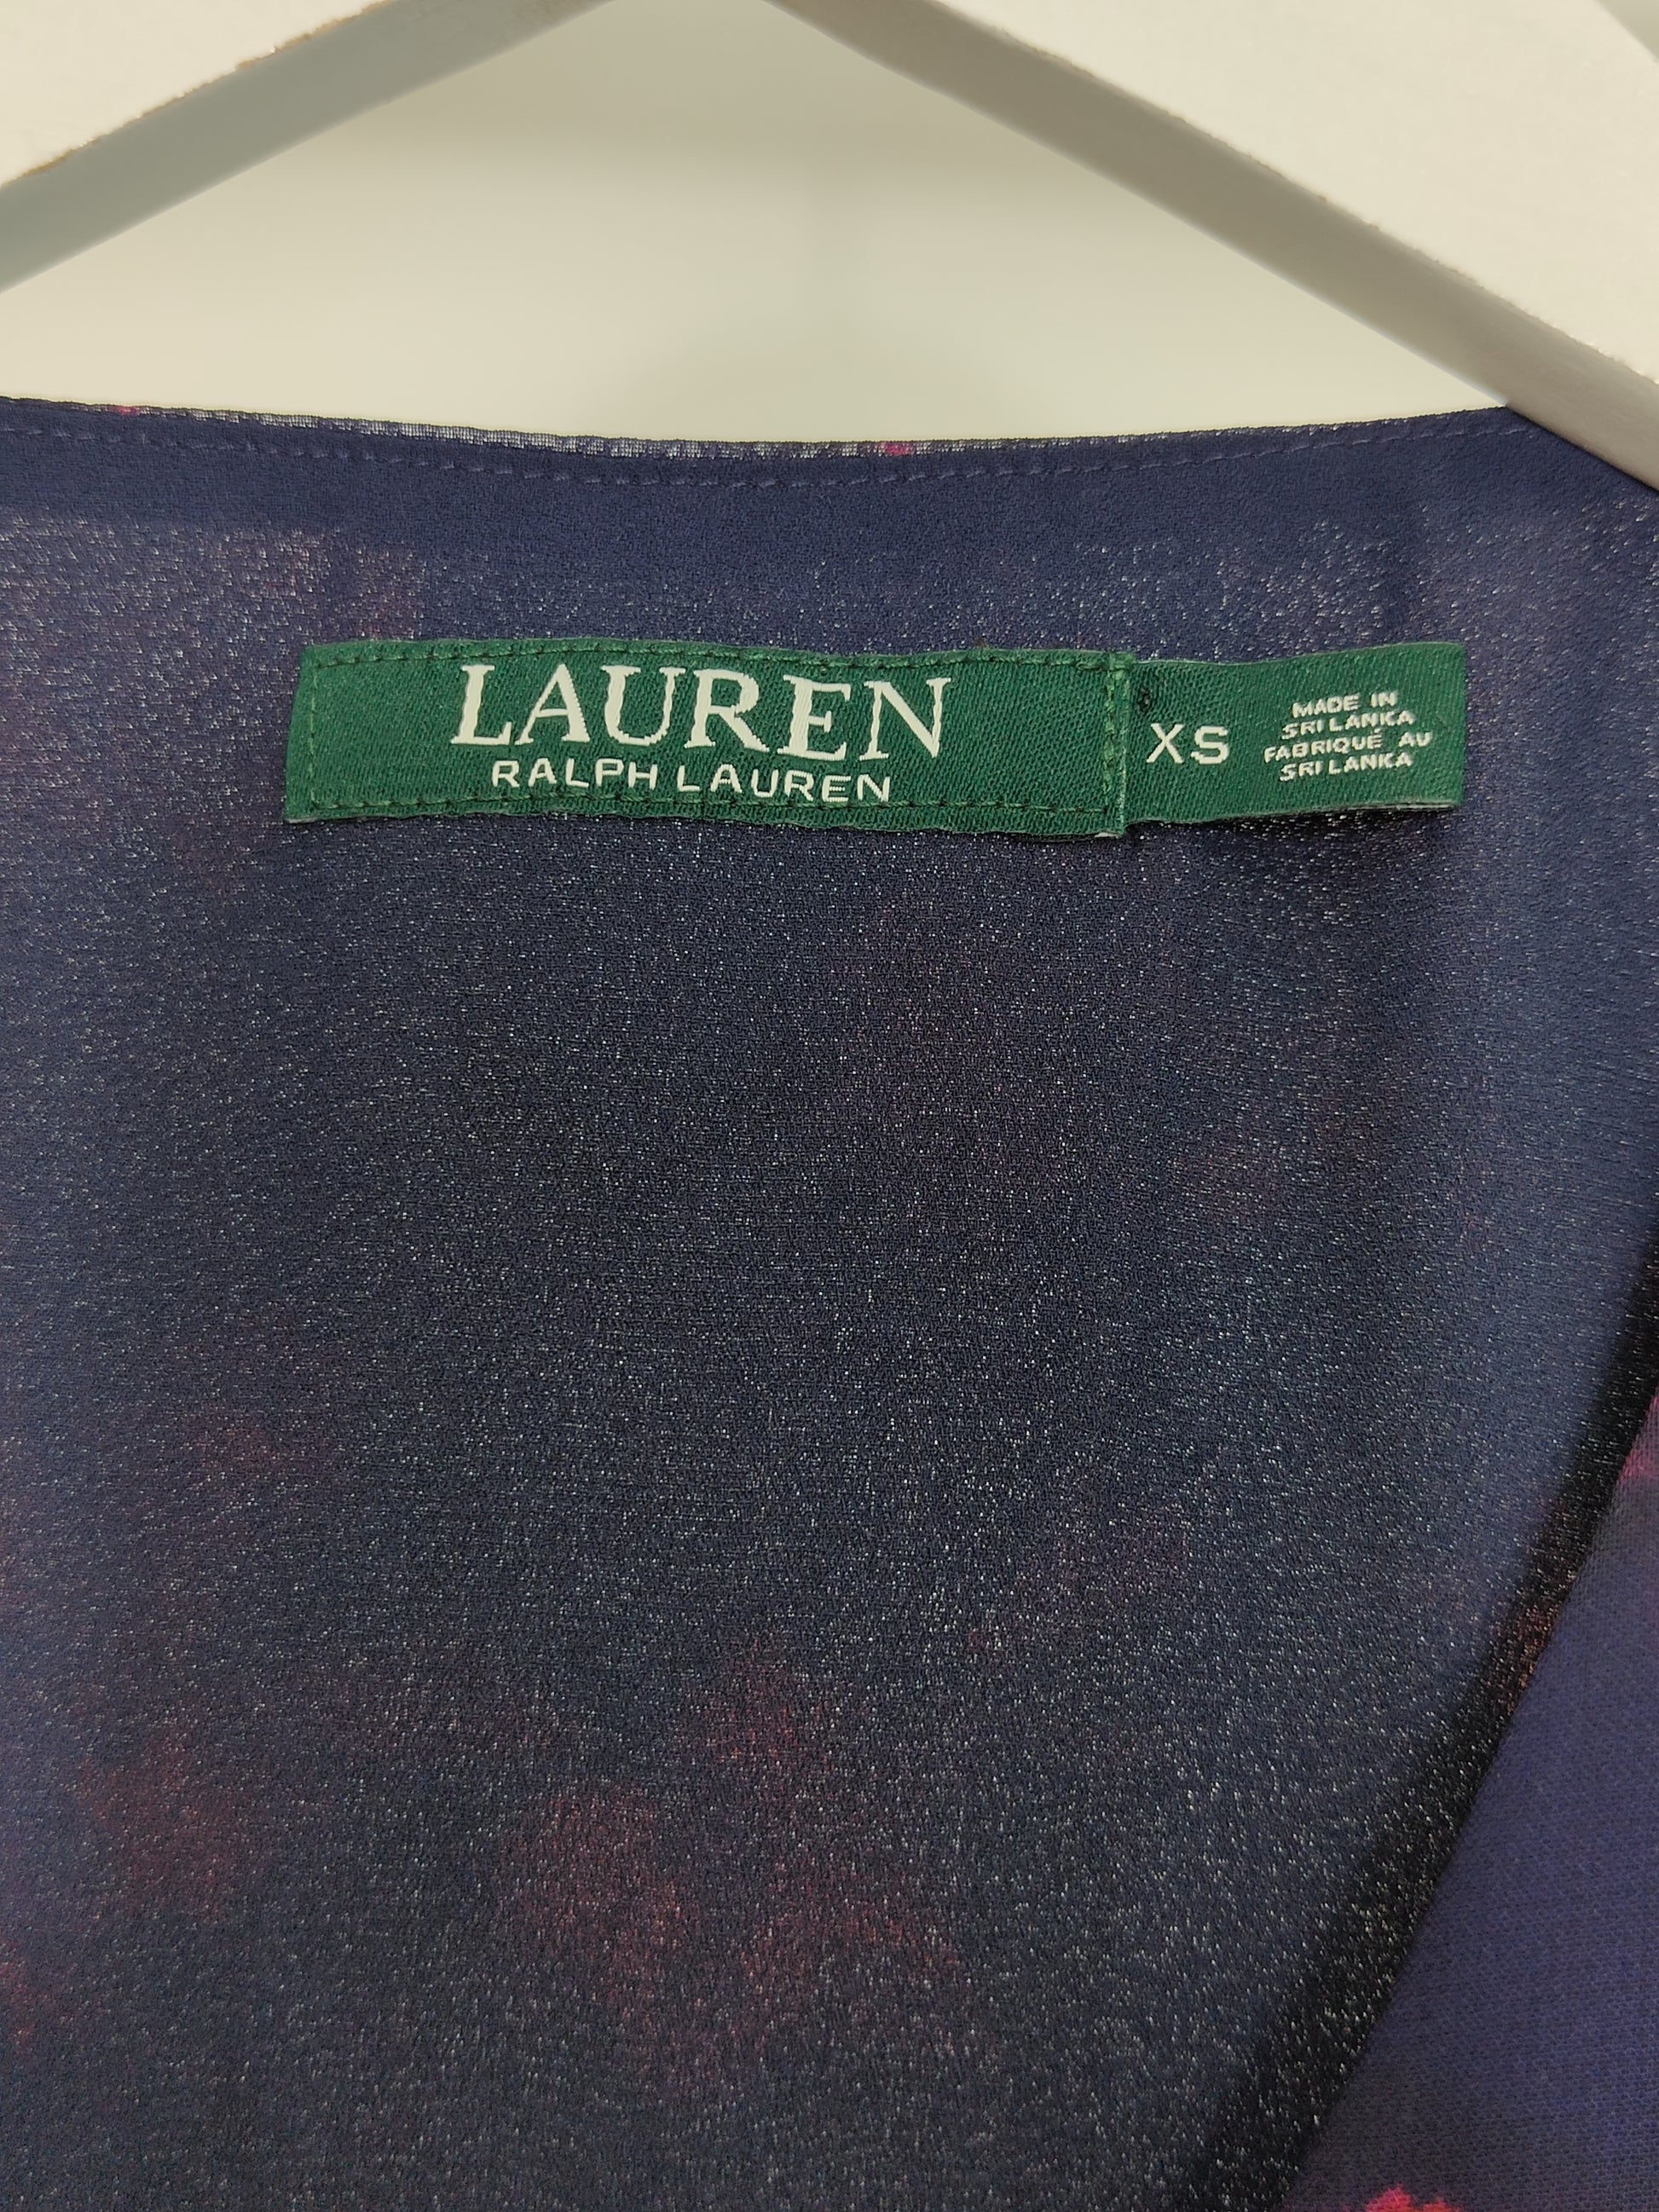 LAUREN
RALPH LAUREN
XS
MADE IN
SRI LANKA
FABRIQUÉ AU
SRI LANKA